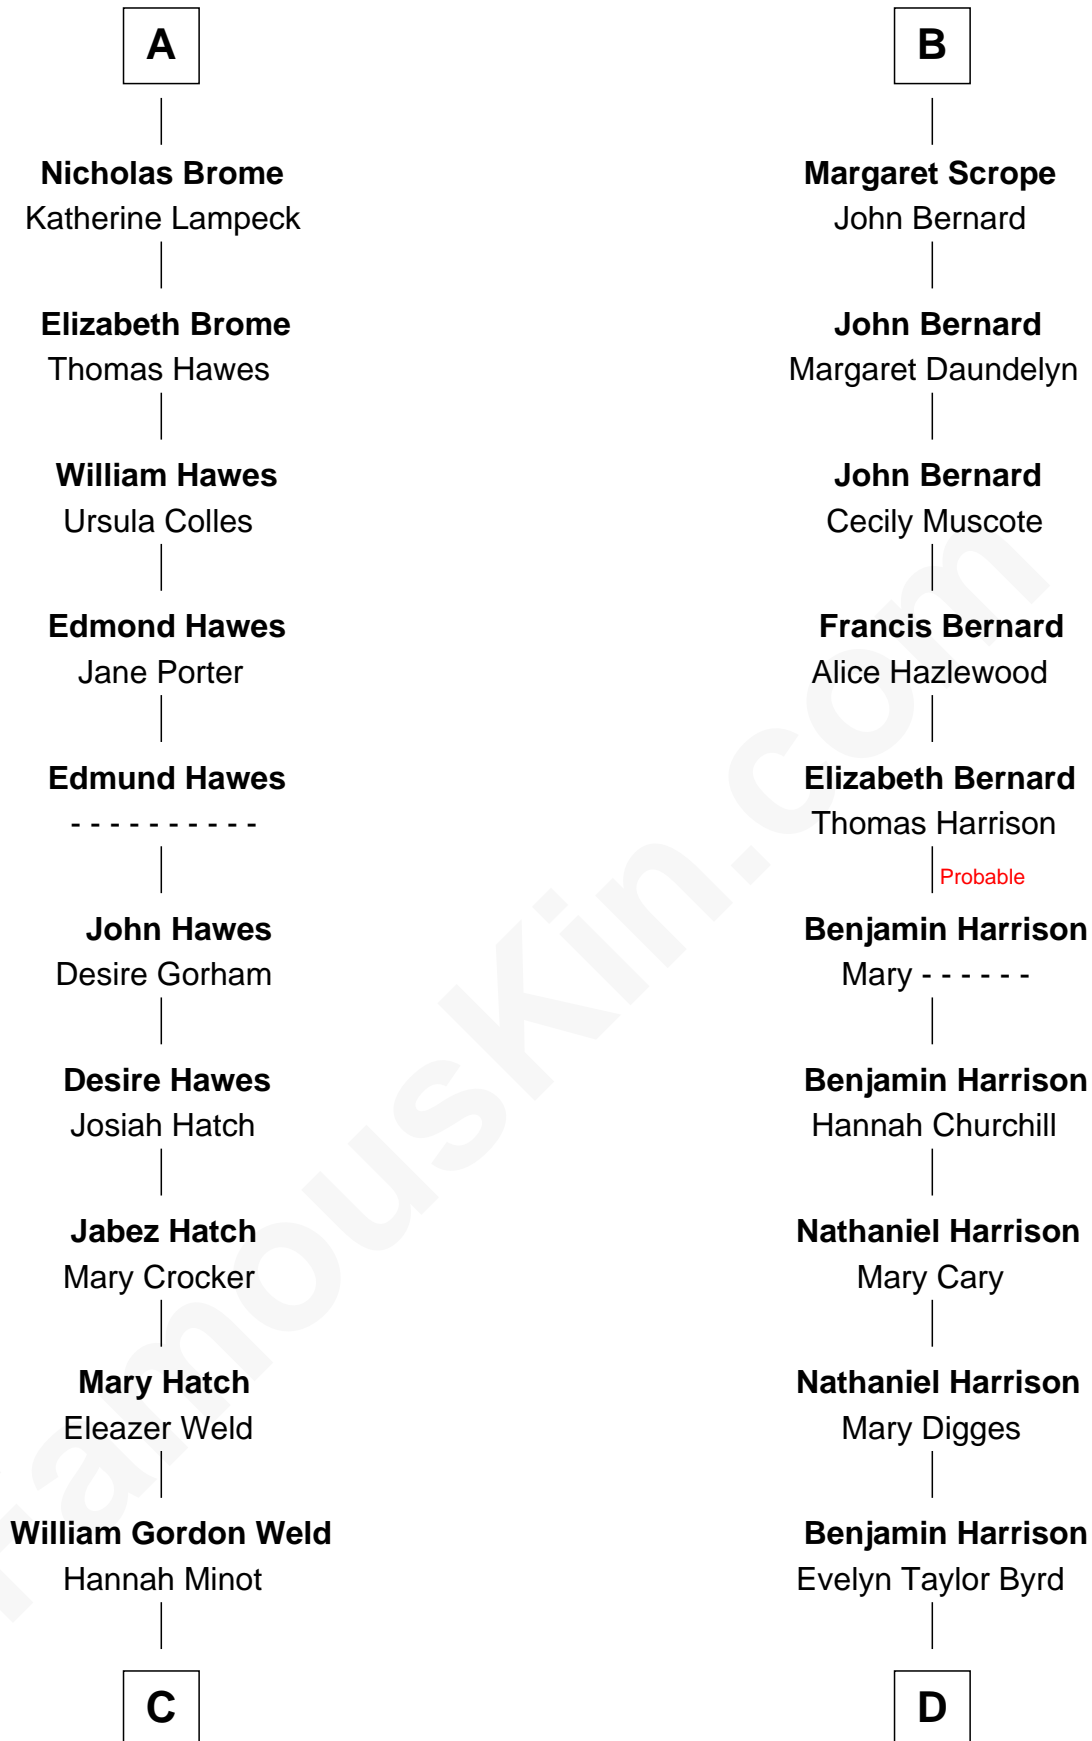 A
Nicholas Brome
Katherine Lampeck
Elizabeth Brome
Thomas Hawes
William Hawes
Ursula Colles
Edmond Hawes
Jane Porter
Edmund Hawes
- - - - - - - - - -
John Hawes
Desire Gorham
Desire Hawes
Josiah Hatch
Jabez Hatch
Mary Crocker
Mary Hatch
Eleazer Weld
William Gordon Weld
Hannah Minot
C
B
Margaret Scrope
John Bernard
John Bernard
Margaret Daundelyn
John Bernard
Cecily Muscote
Francis Bernard
Alice Hazlewood
Elizabeth Bernard
Thomas Harrison
Probable
Benjamin Harrison
Mary - - - - - -
Benjamin Harrison
Hannah Churchill
Nathaniel Harrison
Mary Cary
Nathaniel Harrison
Mary Digges
Benjamin Harrison
Evelyn Taylor Byrd
D
FamousKin.com